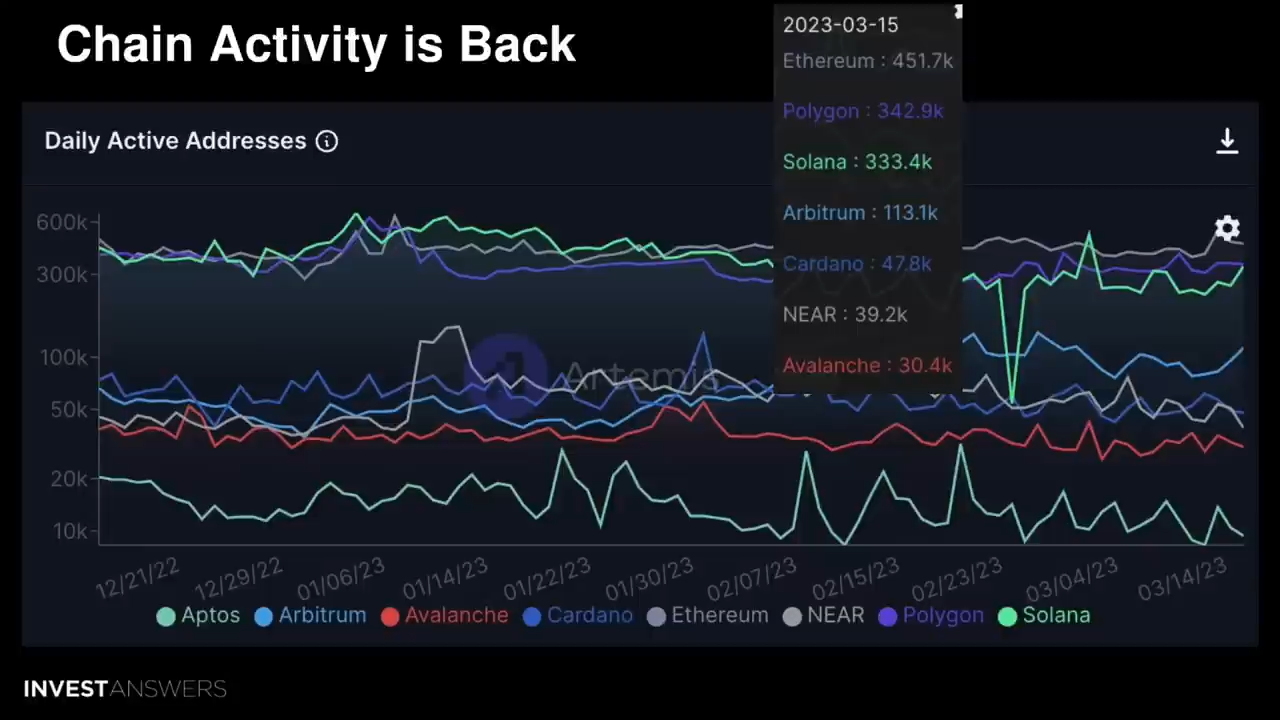 Chain Activity is Back
2023-03-15
Ethereum : 451.7k
Polygon : 342.9k
Solana : 333.4k
Arbitrum : 113.1k
Cardano : 47.8k
NEAR : 39.2k
Avalanche : 30.4k
Daily Active Addresses
600k
300k
100k
50k
20k
10k
Artemis
12/21/22 12/29/22 01/06/23 01/14/23 01/22/23 01/30/23 02/07/23 02/15/23 02/23/23 03/04/23 03/14/23
Aptos Arbitrum Avalanche Cardano Ethereum NEAR Polygon Solana
INVESTANSWERS